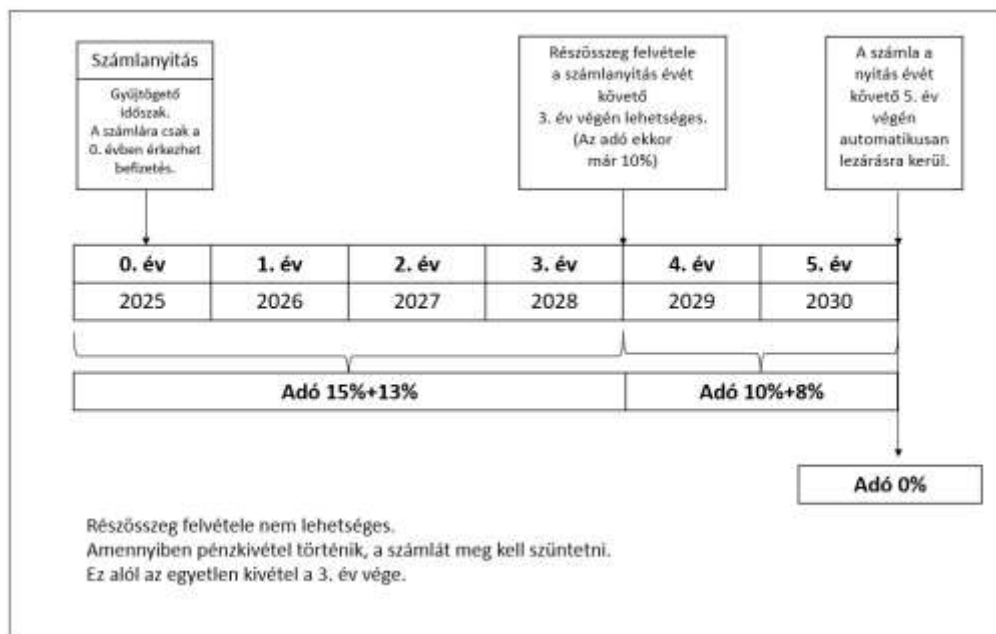 Számlanyitás
Gyűjtögető
időszak.
A számlára csak a
0. évben érkezhet
befizetés.
Részösszeg felvétele
a számlanyitás évét
követő
3. év végén lehetséges.
(Az adó ekkor
már 10%)
A számla a
nyitás évét
követő 5. év
végén
automatikusan
lezárásra kerül.
0. év 1. év 2. év 3. év 4. év 5. év
2025 2026 2027 2028 2029 2030
Adó 15%+13% Adó 10%+8%
Adó 0%
Részösszeg felvétele nem lehetséges.
Amennyiben pénzkivétel történik, a számlát meg kell szüntetni.
Ez alól az egyetlen kivétel a 3. év vége.